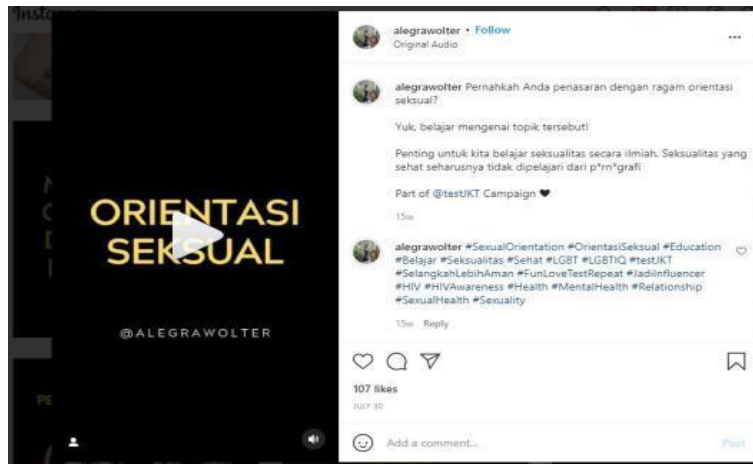 ORIENTASI
SEKSUAL
@ALEGRAWOLTER
alegrawolter • Follow
Original Audio
alegrawolter Pernahkah Anda penasaran dengan ragam orientasi
seksual?
Yuk, belajar mengenai topik tersebut!
Penting untuk kita belajar seksualitas secara ilmiah. Seksualitas yang
sehat seharusnya tidak dipelajari dari p*rn*grafi
Part of @testJKT Campaign 🖤
15w
alegrawolter #SexualOrientation #OrientasiSeksual #Education
#Belajar #Seksualitas #Sehat #LGBT #LGBTIQ #testJKT
#SelangkahLebihAman #FunLoveTestRepeat #JadiInfluencer
#HIV #HIVAwareness #Health #MentalHealth #Relationship
#SexualHealth #Sexuality
15w Reply
107 likes
JULY 30
Add a comment...
Post